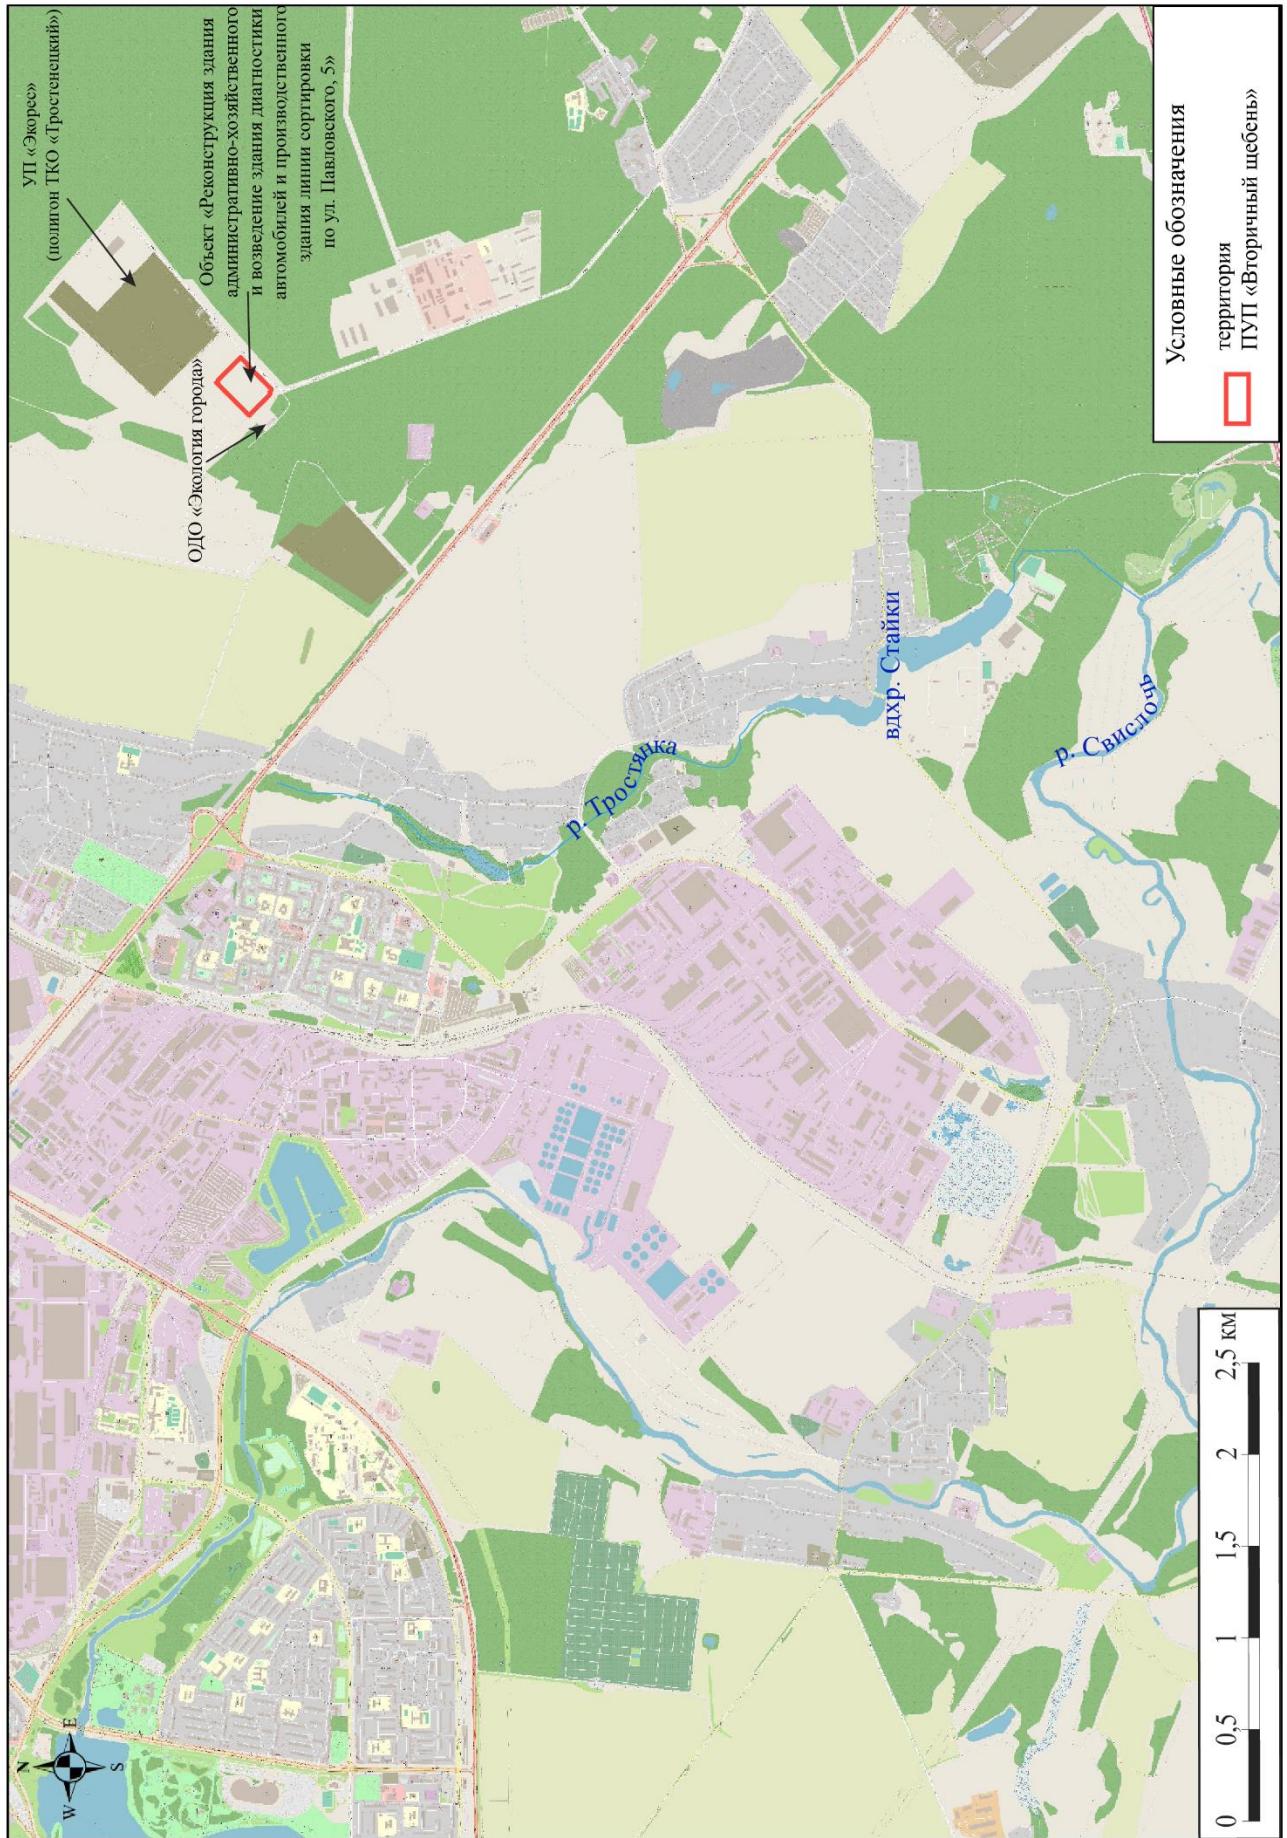 УП «Экорес»
(полигон ТКО «Тростенецкий»)
Объект «Реконструкция здания
административно-хозяйственного
и возведение здания диагностики
автомобилей и производственного
здания линии сортировки
по ул. Павловского, 5»
ОДО «Экология города»
р. Тростянка
вдхр. Стайки
р. Свислочь
Условные обозначения
территория
ПУП «Вторичный щебень»
N
W
E
S
0 0,5 1 1,5 2 2,5 км